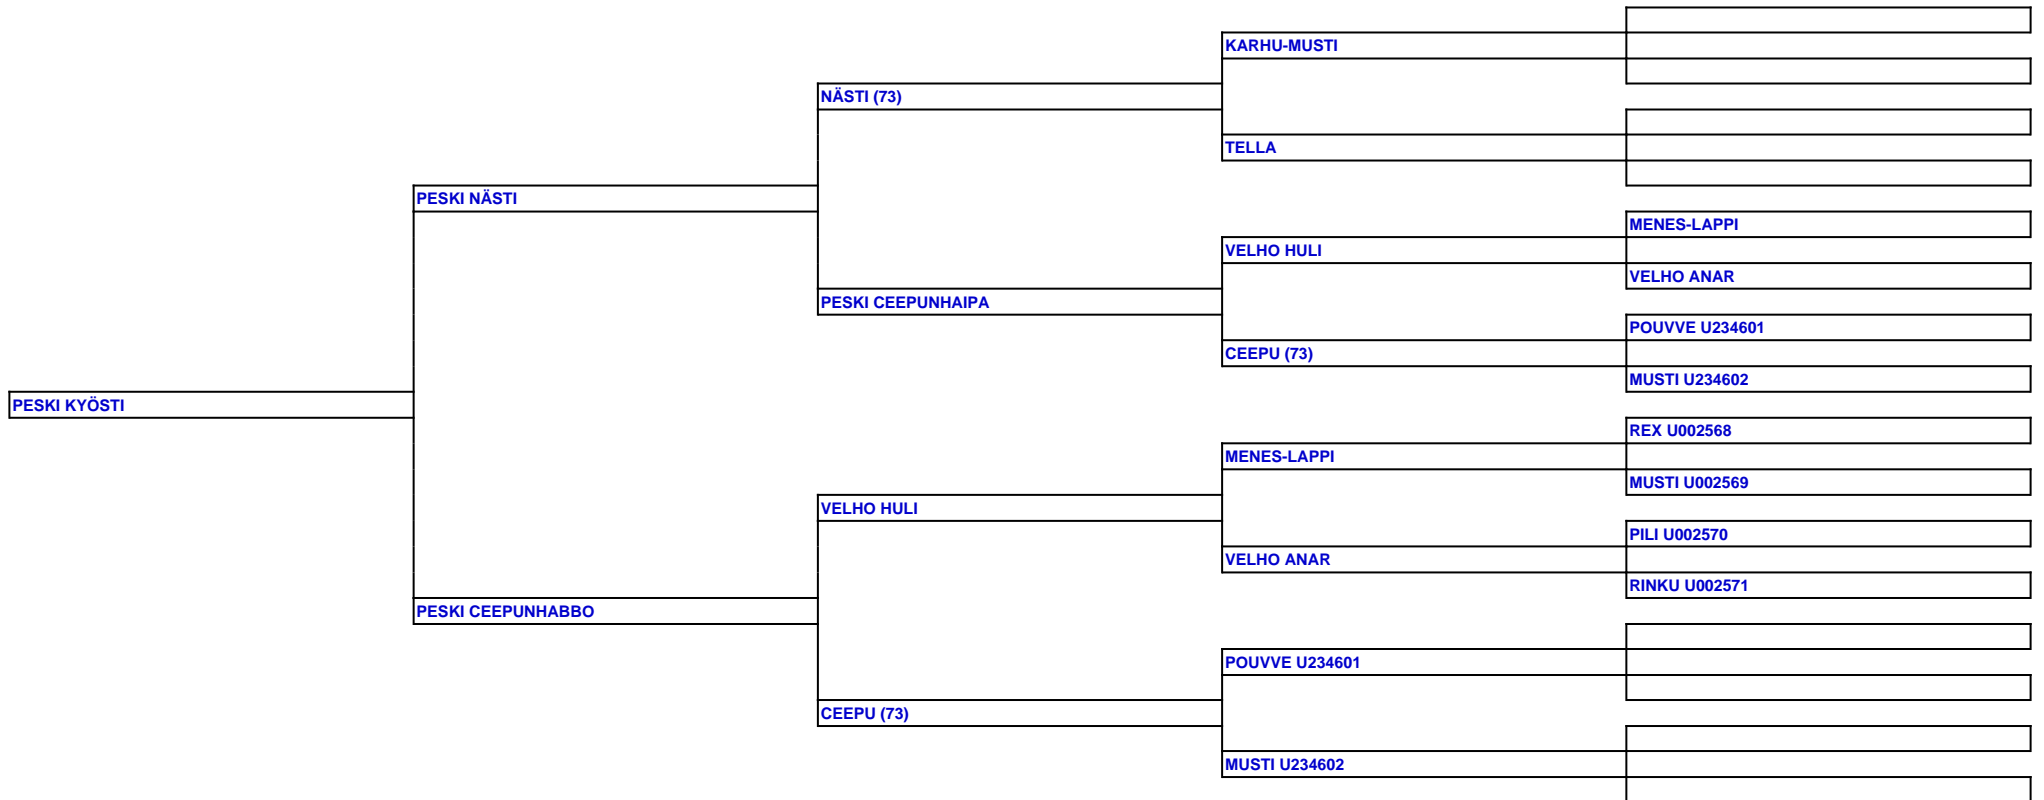 KARHU-MUSTI
NÄSTI (73)
TELLA
PESKI NÄSTI
MENES-LAPPI
VELHO HULI
VELHO ANAR
PESKI CEEPUNHAIPA
POUVVE U234601
CEEPU (73)
MUSTI U234602
PESKI KYÖSTI
REX U002568
MENES-LAPPI
MUSTI U002569
VELHO HULI
PILI U002570
VELHO ANAR
RINKU U002571
PESKI CEEPUNHABBO
POUVVE U234601
CEEPU (73)
MUSTI U234602